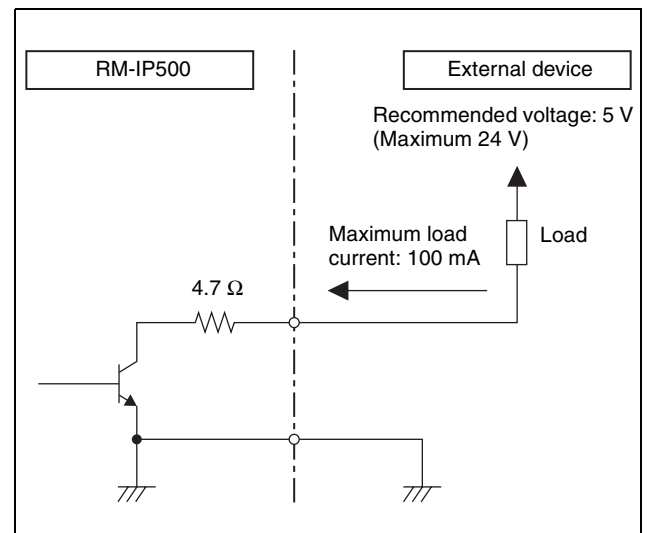 RM-IP500
External device
Recommended voltage: 5 V
(Maximum 24 V)
Maximum load
current: 100 mA
Load
4.7 Ω